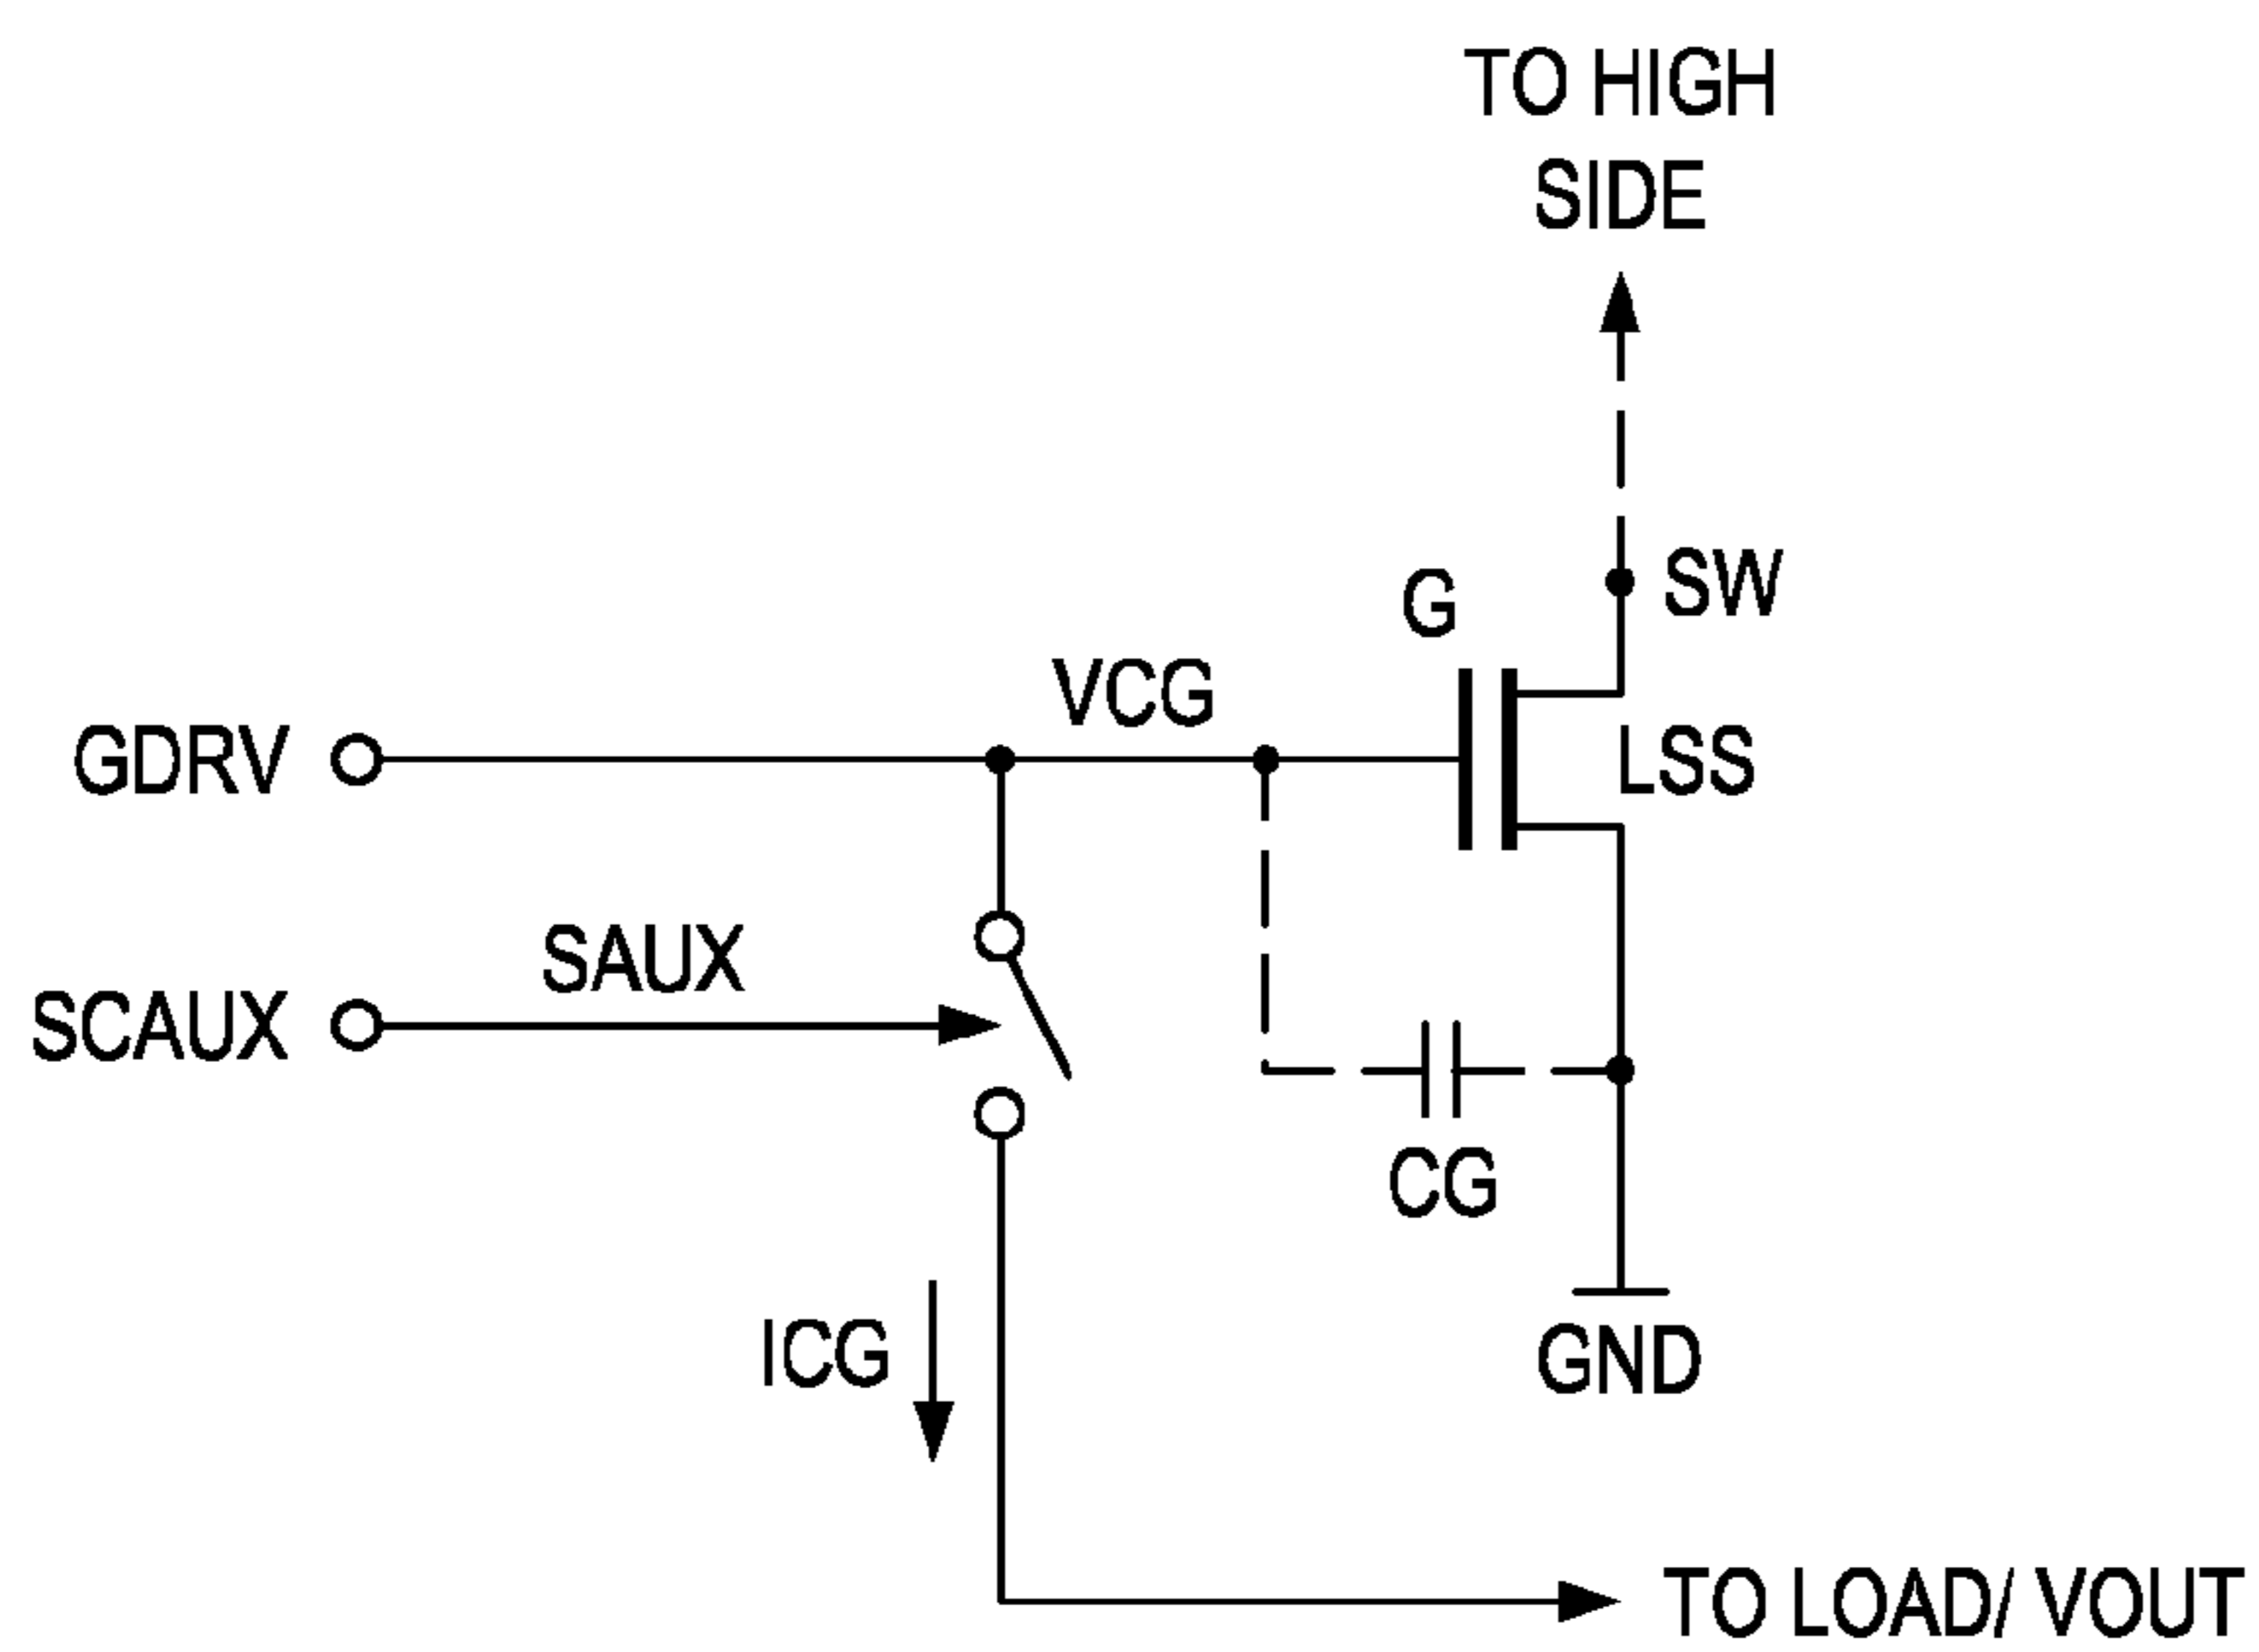 TO HIGH
SIDE
SW
G
VCG
GDRV
LSS
SAUX
SCAUX
CG
ICG
GND
TO LOAD/ VOUT